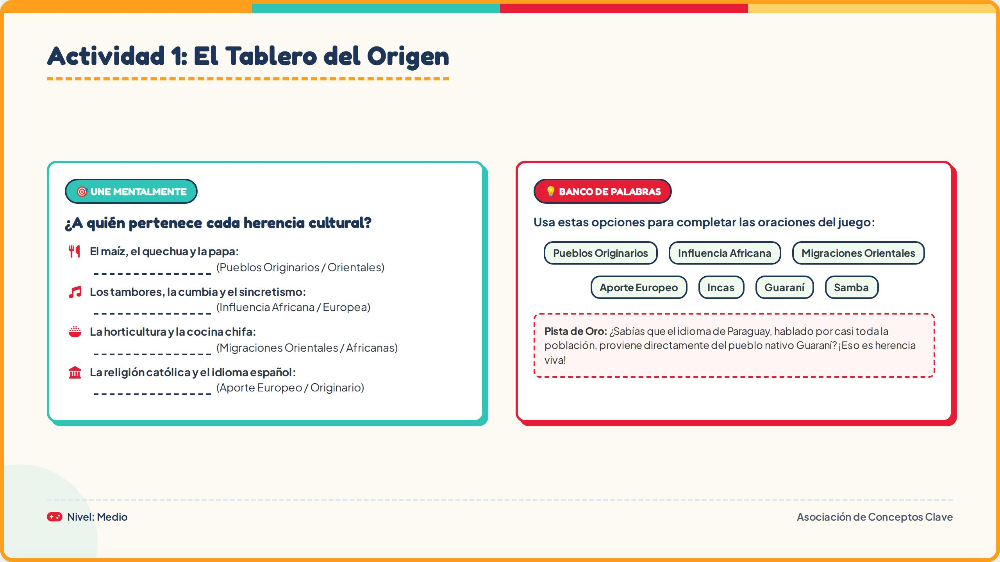 Actividad 1: El Tablero del Origen
🎯 UNE MENTALMENTE
¿A quién pertenece cada herencia cultural?
El maíz, el quechua y la papa:
(Pueblos Originarios / Orientales)
Los tambores, la cumbia y el sincretismo:
(Influencia Africana / Europea)
La horticultura y la cocina chifa:
(Migraciones Orientales / Africanas)
La religión católica y el idioma español:
(Aporte Europeo / Originario)
💡 BANCO DE PALABRAS
Usa estas opciones para completar las oraciones del juego:
Pueblos Originarios Influencia Africana Migraciones Orientales
Aporte Europeo Incas Guaraní Samba
Pista de Oro: ¿Sabías que el idioma de Paraguay, hablado por casi toda la
población, proviene directamente del pueblo nativo Guaraní? ¡Eso es herencia
viva!
Nivel: Medio
Asociación de Conceptos Clave